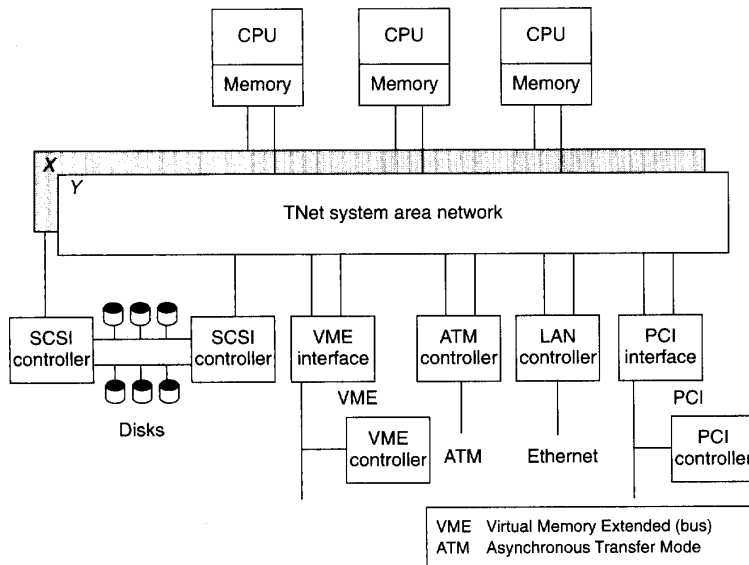 CPU
CPU
CPU
Memory
Memory
Memory
X
Y
TNet system area network
SCSI
controller
SCSI
controller
VME
interface
ATM
controller
LAN
controller
PCI
interface
Disks
VME
PCI
VME
controller
ATM
Ethernet
PCI
controller
VME Virtual Memory Extended (bus)
ATM Asynchronous Transfer Mode